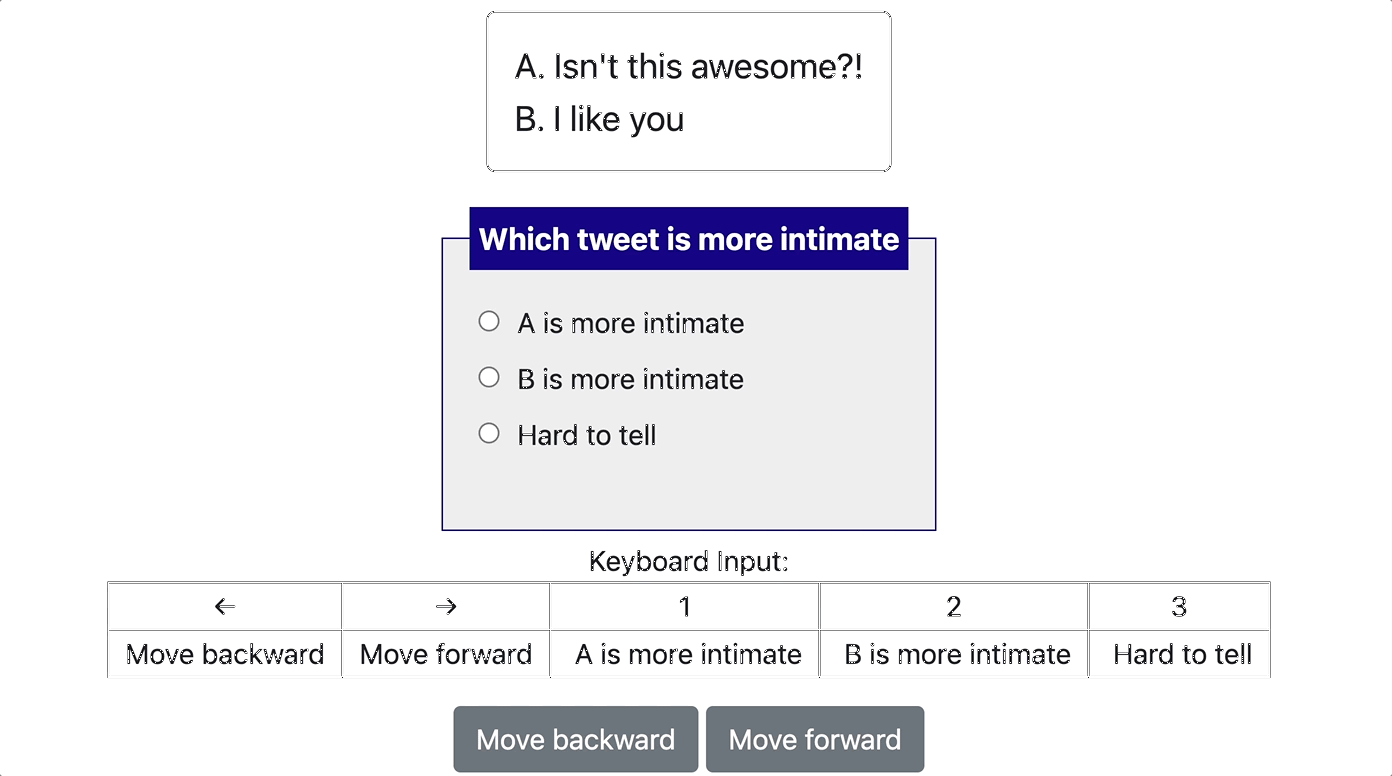 A. Isn't this awesome?!
B. I like you
Which tweet is more intimate
A is more intimate
B is more intimate
Hard to tell
Keyboard Input:
← → 1 2 3
Move backward Move forward A is more intimate B is more intimate Hard to tell
Move backward Move forward